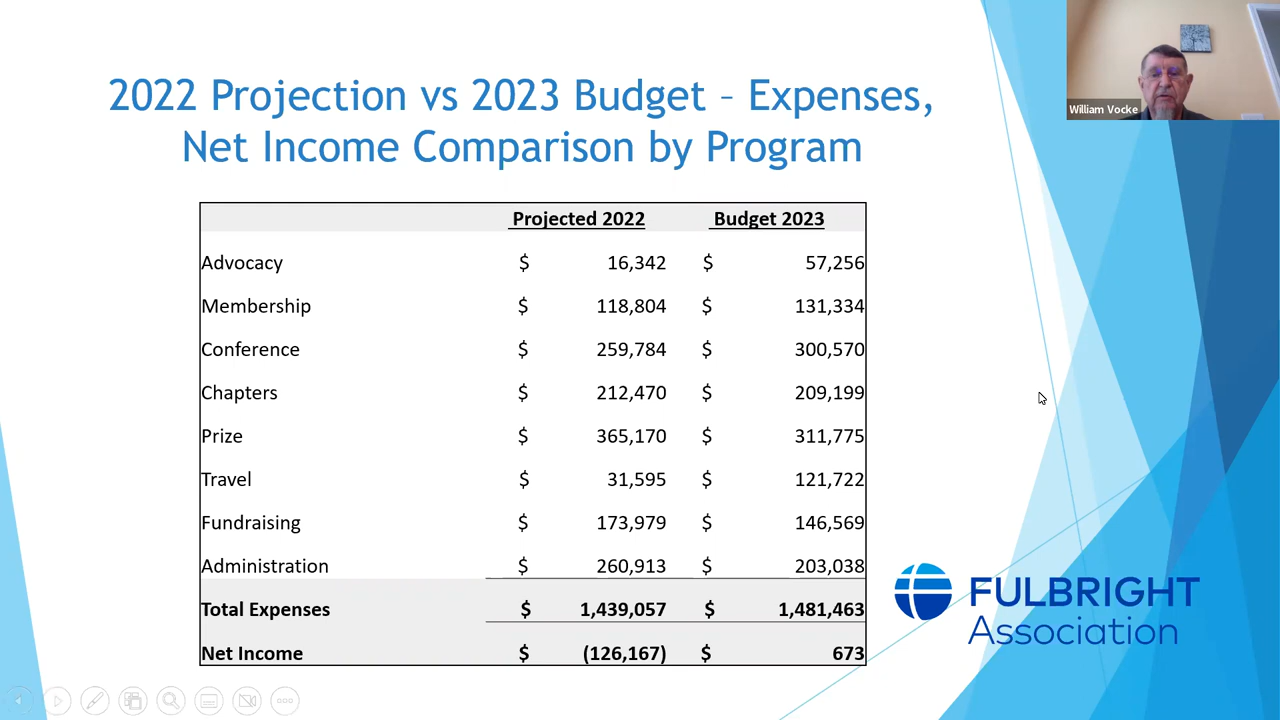 2022 Projection vs 2023 Budget – Expenses,
Net Income Comparison by Program
William Vocke
Projected 2022 Budget 2023
Advocacy $ 16,342 $ 57,256
Membership $ 118,804 $ 131,334
Conference $ 259,784 $ 300,570
Chapters $ 212,470 $ 209,199
Prize $ 365,170 $ 311,775
Travel $ 31,595 $ 121,722
Fundraising $ 173,979 $ 146,569
Administration $ 260,913 $ 203,038
Total Expenses $ 1,439,057 $ 1,481,463
Net Income $ (126,167) $ 673
FULBRIGHT
Association